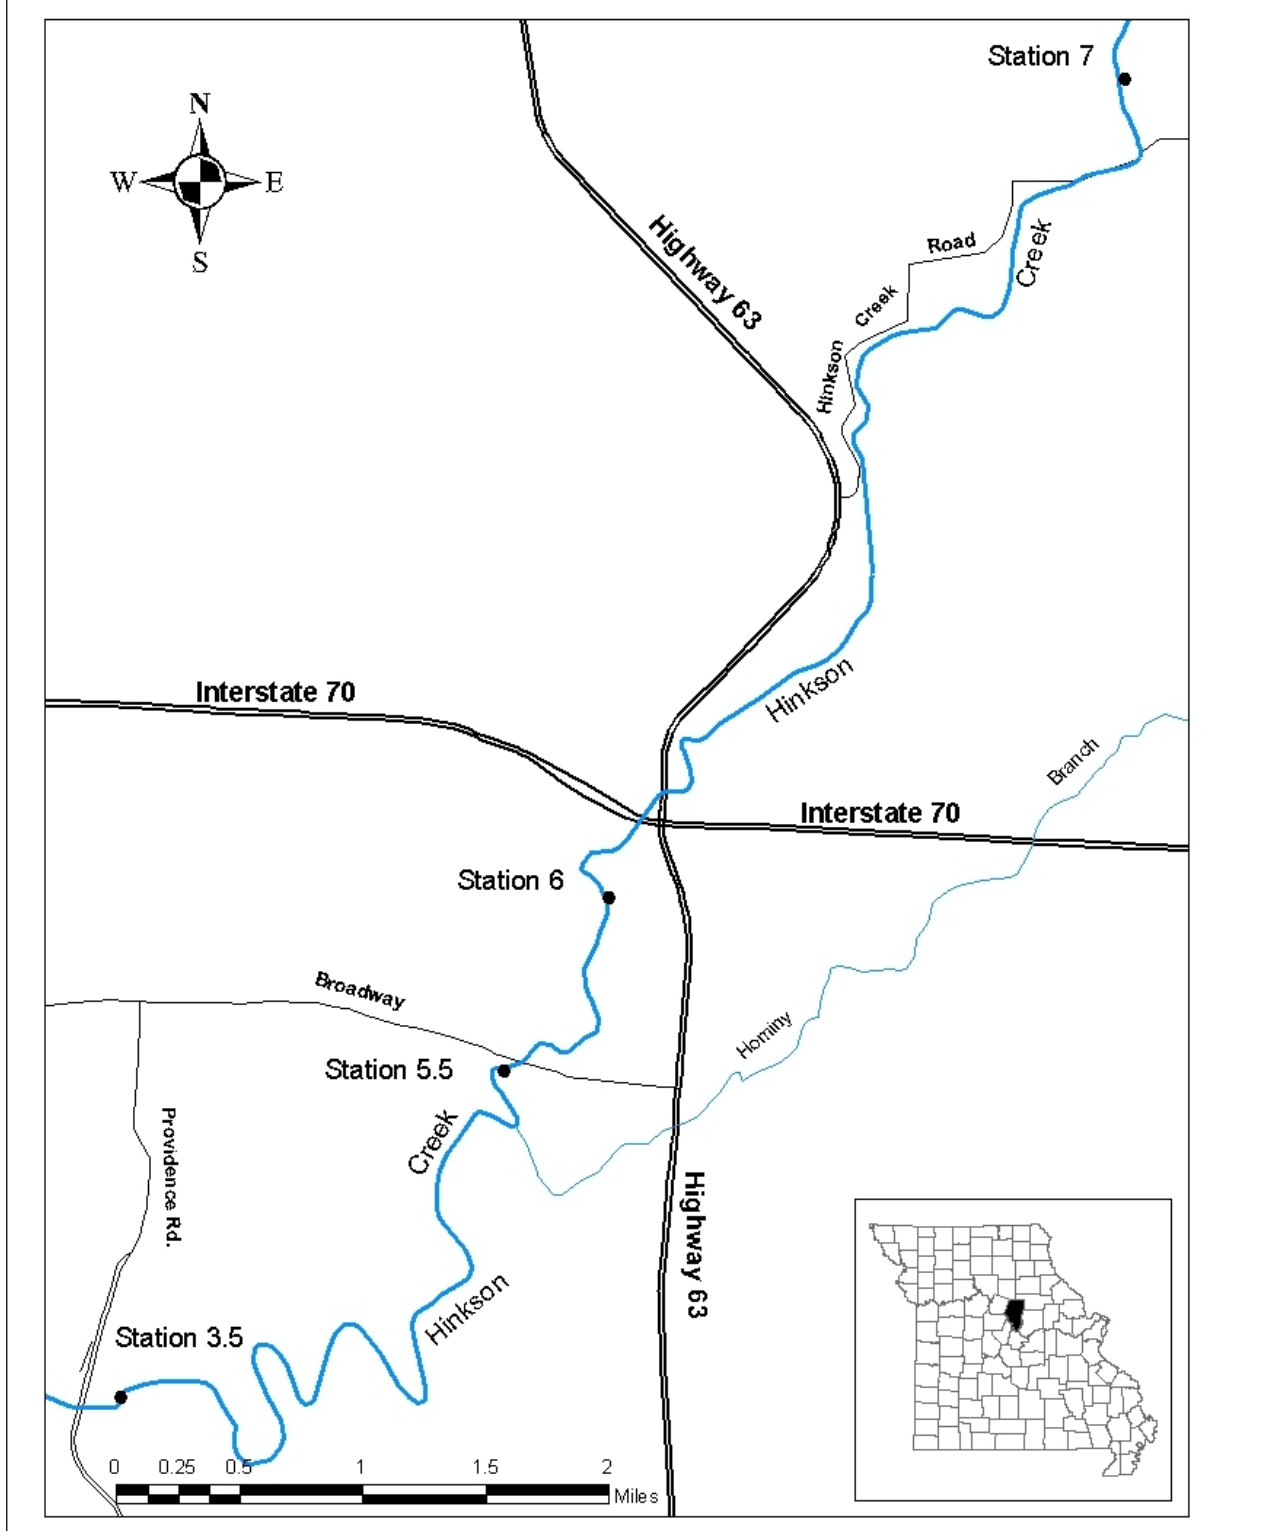 Station 7
N
W E
S
Highway 63
Road
Creek
Creek
Hinkson
Interstate 70
Hinkson
Branch
Interstate 70
Station 6
Broadway
Hominy
Station 5.5
Creek
Providence Rd.
Highway 63
Hinkson
Station 3.5
0 0.25 0.5 1 1.5 2
Miles